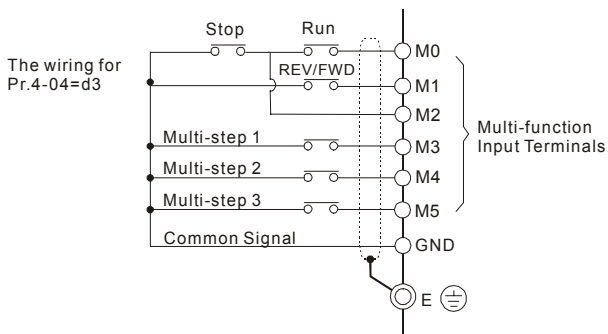 Stop
Run
M0
The wiring for
Pr.4-04=d3
REV/FWD
M1
M2
Multi-step 1
M3
Multi-function
Input Terminals
Multi-step 2
M4
Multi-step 3
M5
Common Signal
GND
E